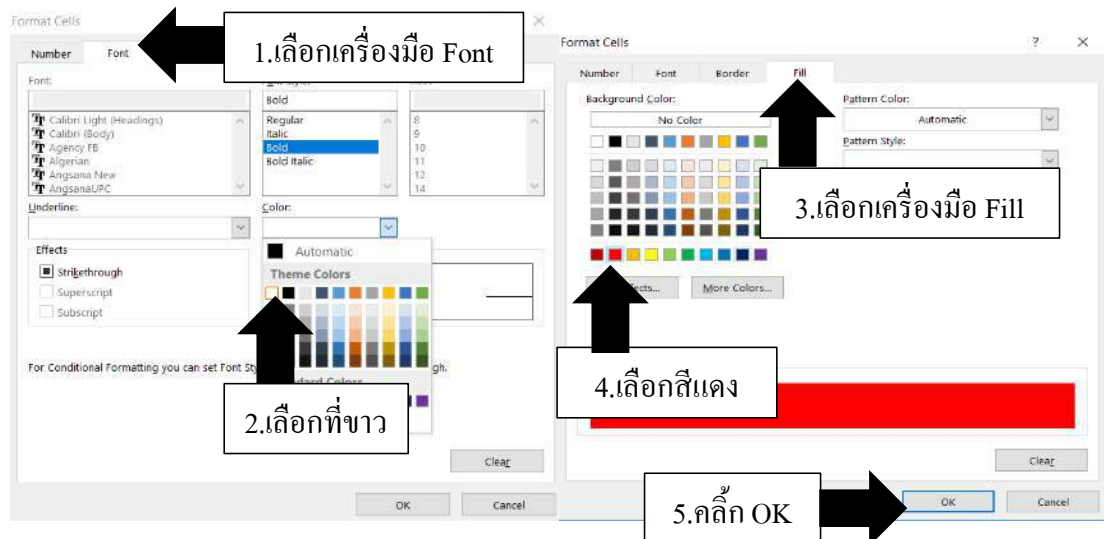 Format Cells
Number Font
1.เลือกเครื่องมือ Font
Font:
Bold
Calibri Light (Headings)
Calibri (Body)
Agency FB
Algerian
Angsana New
AngsanaUPC
Regular
Italic
Bold
Bold Italic
8
9
10
11
12
14
Underline:
Color:
Effects
Strikethrough
Superscript
Subscript
Automatic
Theme Colors
For Conditional Formatting you can set Font
2.เลือกที่ขาว
Clear
OK
Cancel
Format Cells
?
Number Font Border Fill
Background Color:
No Color
Pattern Color:
Automatic
Pattern Style:
3.เลือกเครื่องมือ Fill
More Colors...
4.เลือกสีแดง
Clear
5.คลิ้ก OK
OK
Cancel